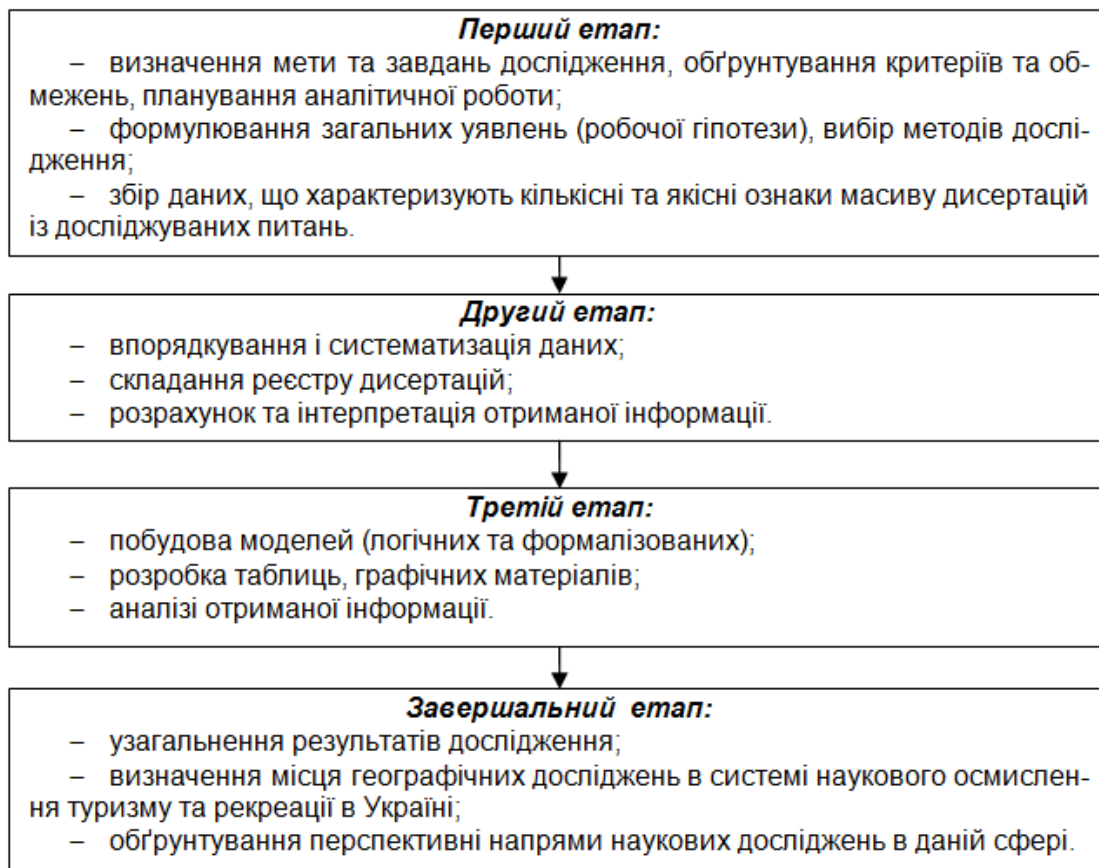 Перший етап:
– визначення мети та завдань дослідження, обґрунтування критеріїв та об-
межень, планування аналітичної роботи;
– формулювання загальних уявлень (робочої гіпотези), вибір методів дослі-
дження;
– збір даних, що характеризують кількісні та якісні ознаки масиву дисертацій
із досліджуваних питань.
Другий етап:
– впорядкування і систематизація даних;
– складання реєстру дисертацій;
– розрахунок та інтерпретація отриманої інформації.
Третій етап:
– побудова моделей (логічних та формалізованих);
– розробка таблиць, графічних матеріалів;
– аналізі отриманої інформації.
Завершальний етап:
– узагальнення результатів дослідження;
– визначення місця географічних досліджень в системі наукового осмислен-
ня туризму та рекреації в Україні;
– обґрунтування перспективні напрями наукових досліджень в даній сфері.